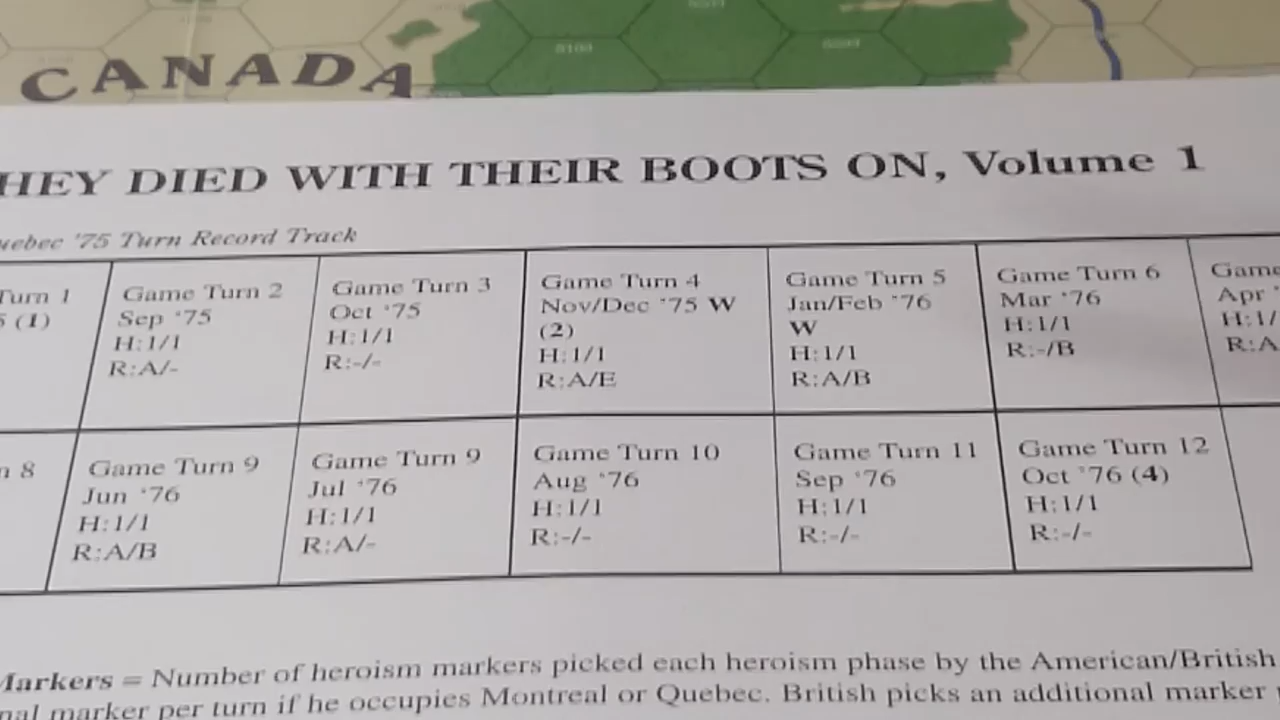 CANADA
HEY DIED WITH THEIR BOOTS ON, Volume 1
uebec '75 Turn Record Track
Turn 1
5 (1)
Game Turn 2
Sep '75
H:1/1
R:A/-
Game Turn 3
Oct '75
H:1/1
R:-/-
Game Turn 4
Nov/Dec '75 W
(2)
H:1/1
R:A/E
Game Turn 5
Jan/Feb '76
W
H:1/1
R:A/B
Game Turn 6
Mar '76
H:1/1
R:-/B
Game
Apr '
H:1/
R:A
n 8
Game Turn 9
Jun '76
H:1/1
R:A/B
Game Turn 9
Jul '76
H:1/1
R:A/-
Game Turn 10
Aug '76
H:1/1
R:-/-
Game Turn 11
Sep '76
H:1/1
R:-/-
Game Turn 12
Oct '76 (4)
H:1/1
R:-/-
Markers = Number of heroism markers picked each heroism phase by the American/British
nal marker per turn if he occupies Montreal or Quebec. British picks an additional marker